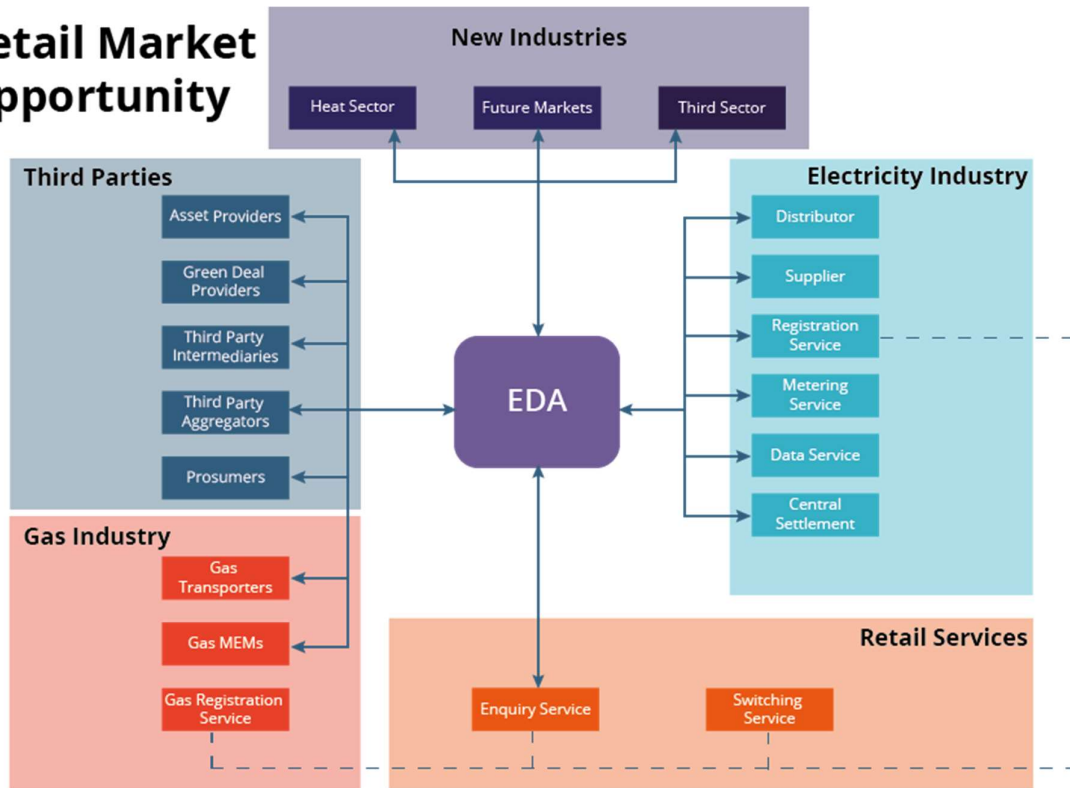 etail Market
pportunity
New Industries
Heat Sector
Future Markets
Third Sector
Third Parties
Asset Providers
Green Deal
Providers
Third Party
Intermediaries
Third Party
Aggregators
Prosumers
Electricity Industry
Distributor
Supplier
Registration
Service
Metering
Service
Data Service
Central
Settlement
EDA
Gas Industry
Gas
Transporters
Gas MEMs
Gas Registration
Service
Retail Services
Enquiry Service
Switching
Service